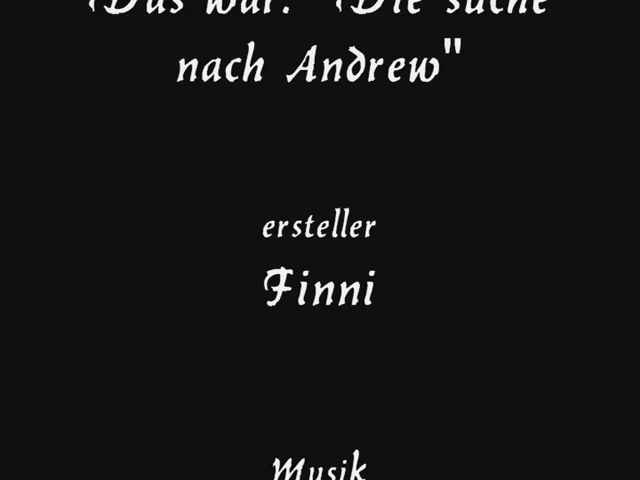 Das war: "Die suche
nach Andrew"
ersteller
Finni
Musik